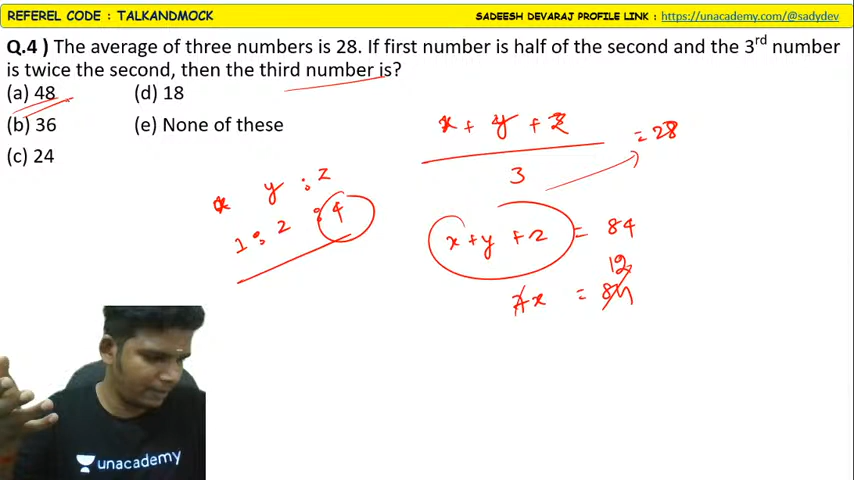 REFEREL CODE : TALKANDMOCK
SADEESH DEVARAJ PROFILE LINK : https://unacademy.com/@sadydev
Q.4 ) The average of three numbers is 28. If first number is half of the second and the 3rd number
is twice the second, then the third number is?
(a) 48 (d) 18
(b) 36 (e) None of these
(c) 24
x + y + z
= 28
3
x y : z
1 : 2 : 4
x + y + z = 84
12
7x = 84
unacademy